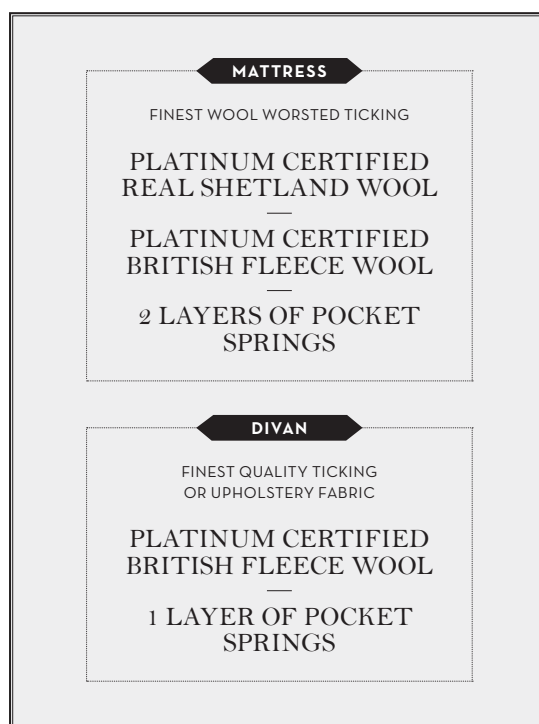 MATTRESS
FINEST WOOL WORSTED TICKING
PLATINUM CERTIFIED
REAL SHETLAND WOOL
PLATINUM CERTIFIED
BRITISH FLEECE WOOL
2 LAYERS OF POCKET
SPRINGS
DIVAN
FINEST QUALITY TICKING
OR UPHOLSTERY FABRIC
PLATINUM CERTIFIED
BRITISH FLEECE WOOL
1 LAYER OF POCKET
SPRINGS